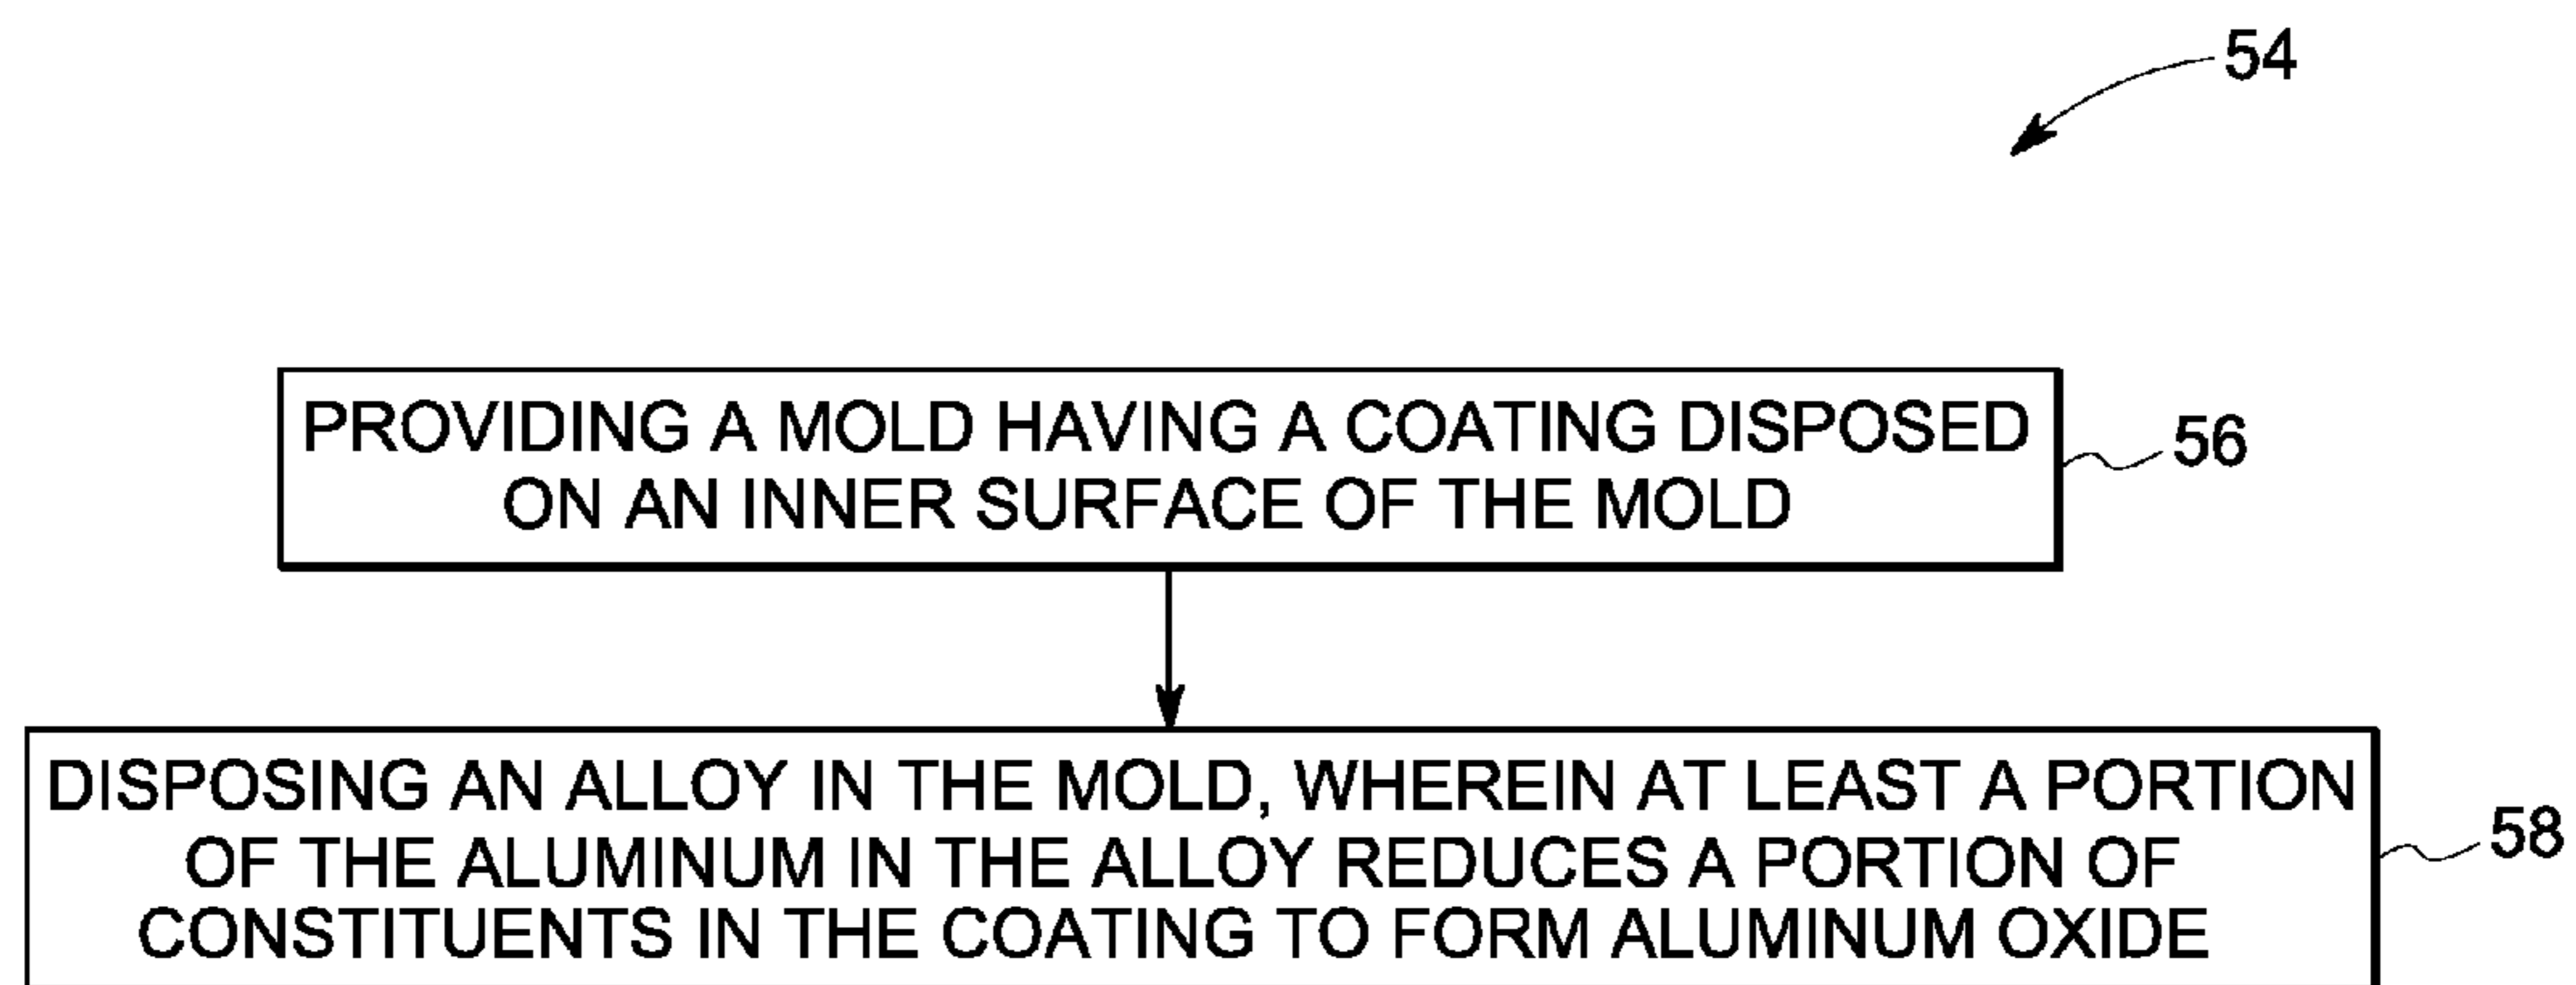 54
PROVIDING A MOLD HAVING A COATING DISPOSED
ON AN INNER SURFACE OF THE MOLD
56
DISPOSING AN ALLOY IN THE MOLD, WHEREIN AT LEAST A PORTION
OF THE ALUMINUM IN THE ALLOY REDUCES A PORTION OF
CONSTITUENTS IN THE COATING TO FORM ALUMINUM OXIDE
58